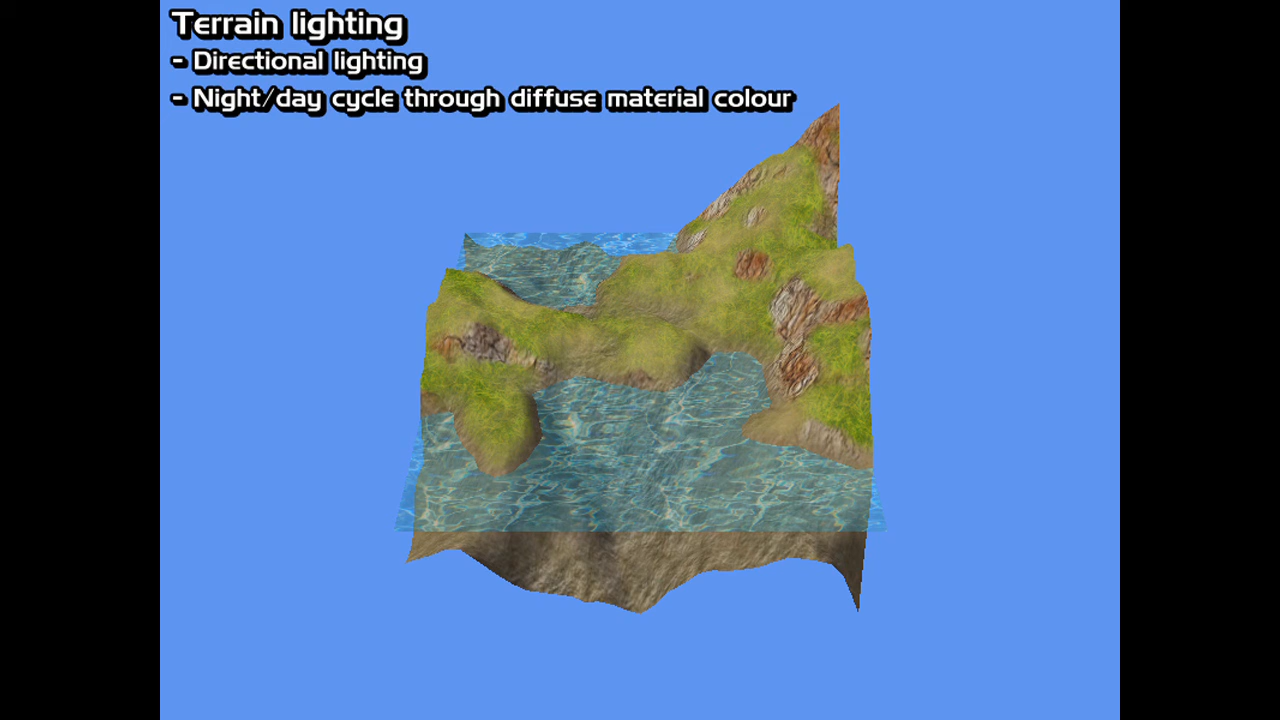 Terrain lighting
- Directional lighting
- Night/day cycle through diffuse material colour